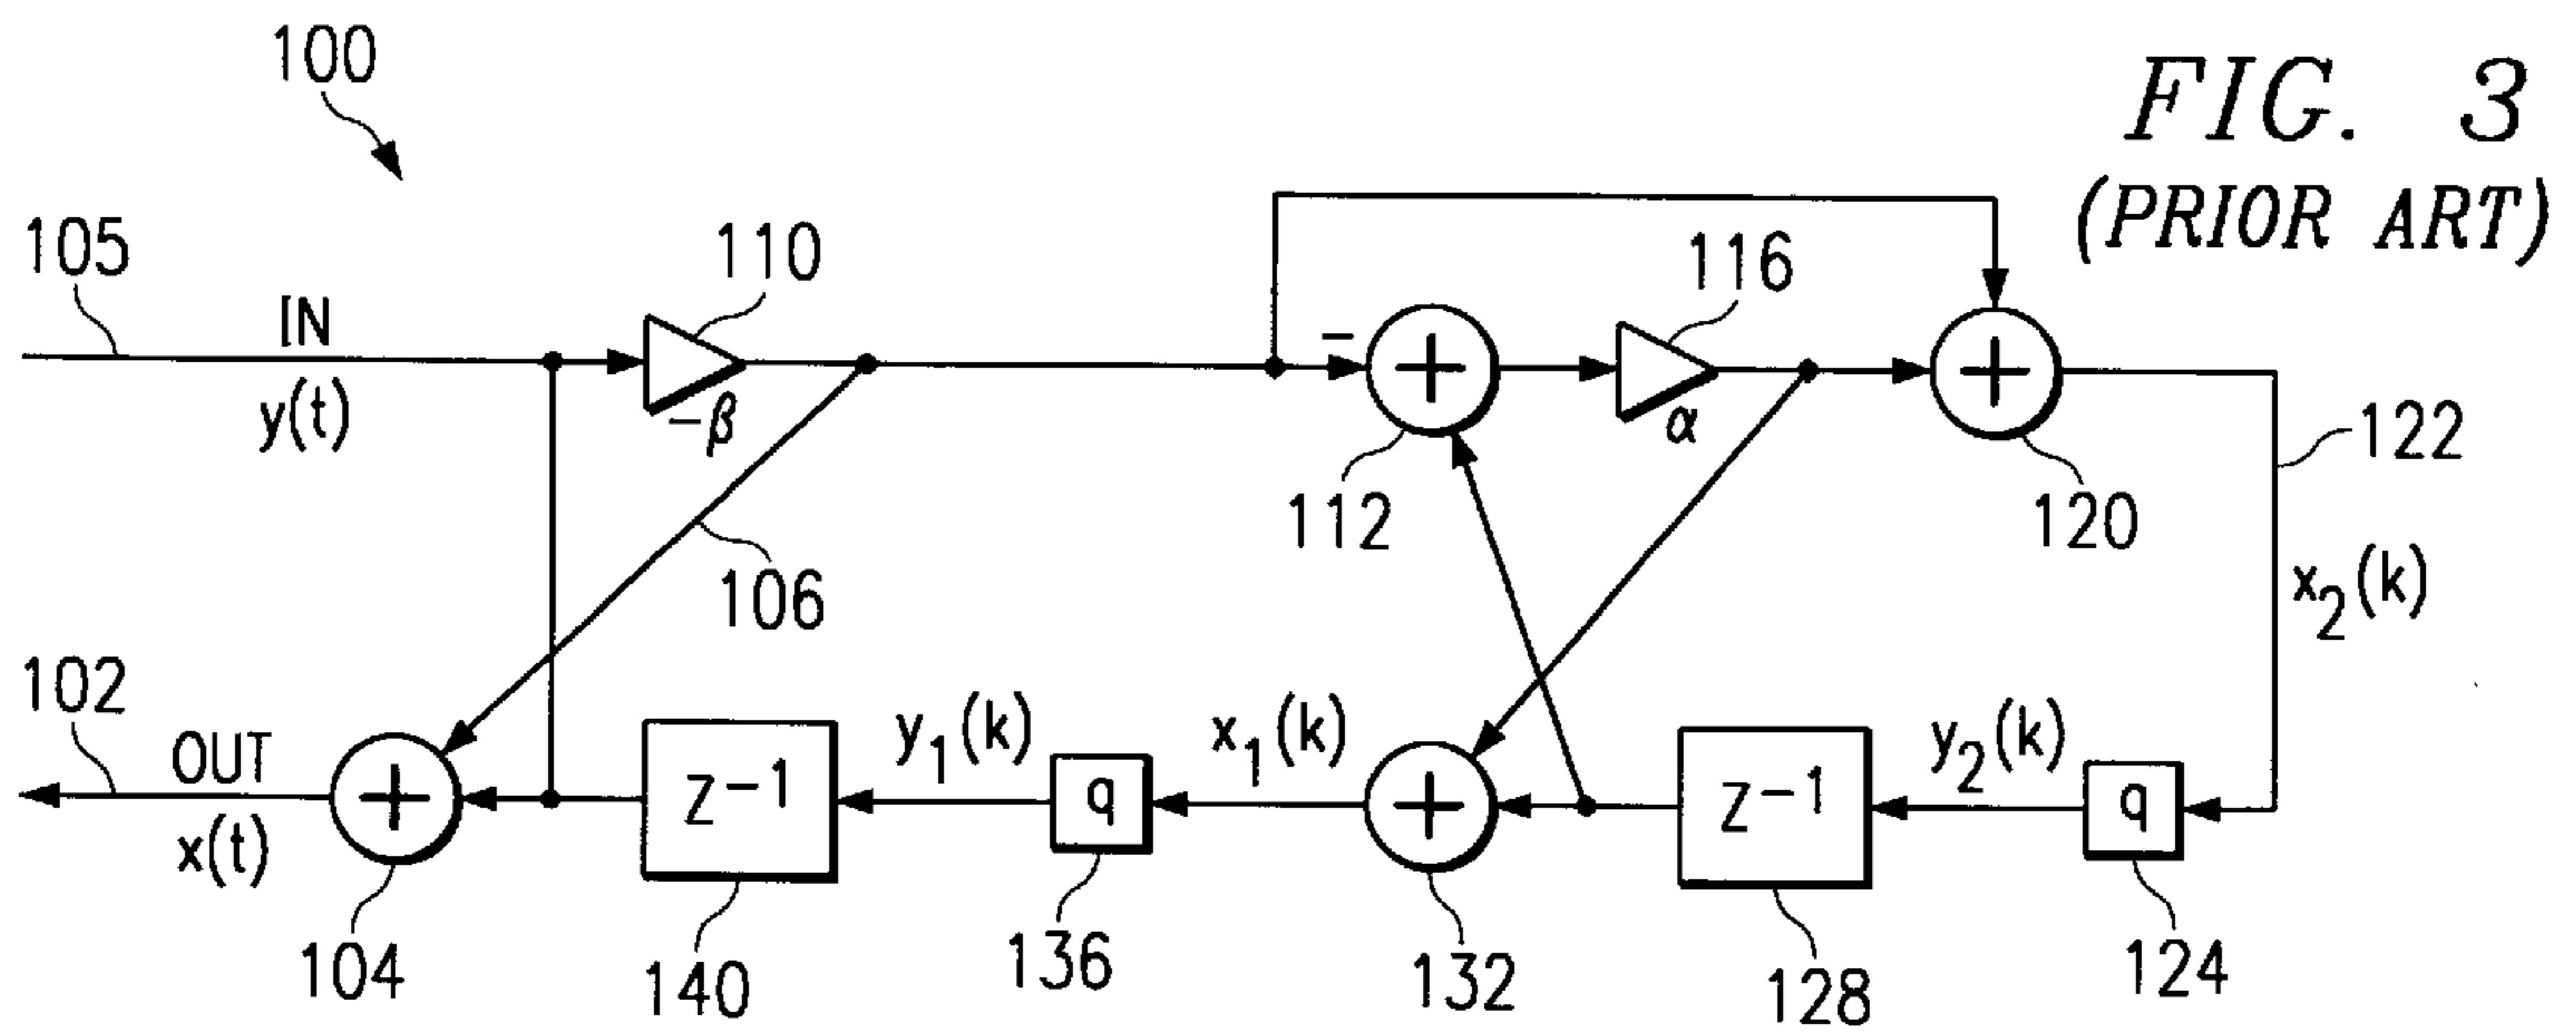 100
FIG. 3
(PRIOR ART)
105
IN
y(t)
110
-β
−
+
112
116
α
+
120
122
x2(k)
106
102
OUT
x(t)
+
104
z-1
140
y1(k)
q
136
x1(k)
+
132
z-1
128
y2(k)
q
124